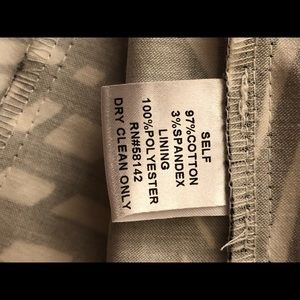 SELF
97%COTTON
3%SPANDEX
LINING
100%POLYESTER
RN#58142
DRY CLEAN ONLY